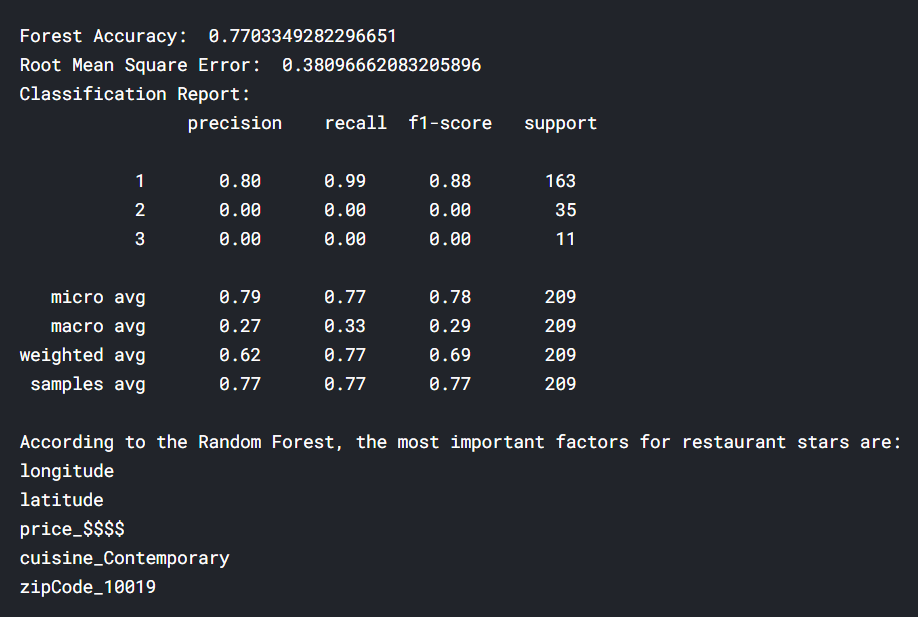 Forest Accuracy:  0.7703349282296651
Root Mean Square Error:  0.38096662083205896
Classification Report:
                precision    recall  f1-score   support

           1       0.80      0.99      0.88       163
           2       0.00      0.00      0.00        35
           3       0.00      0.00      0.00        11

   micro avg       0.79      0.77      0.78       209
   macro avg       0.27      0.33      0.29       209
weighted avg       0.62      0.77      0.69       209
 samples avg       0.77      0.77      0.77       209

According to the Random Forest, the most important factors for restaurant stars are:
longitude
latitude
price_$$$$
cuisine_Contemporary
zipCode_10019